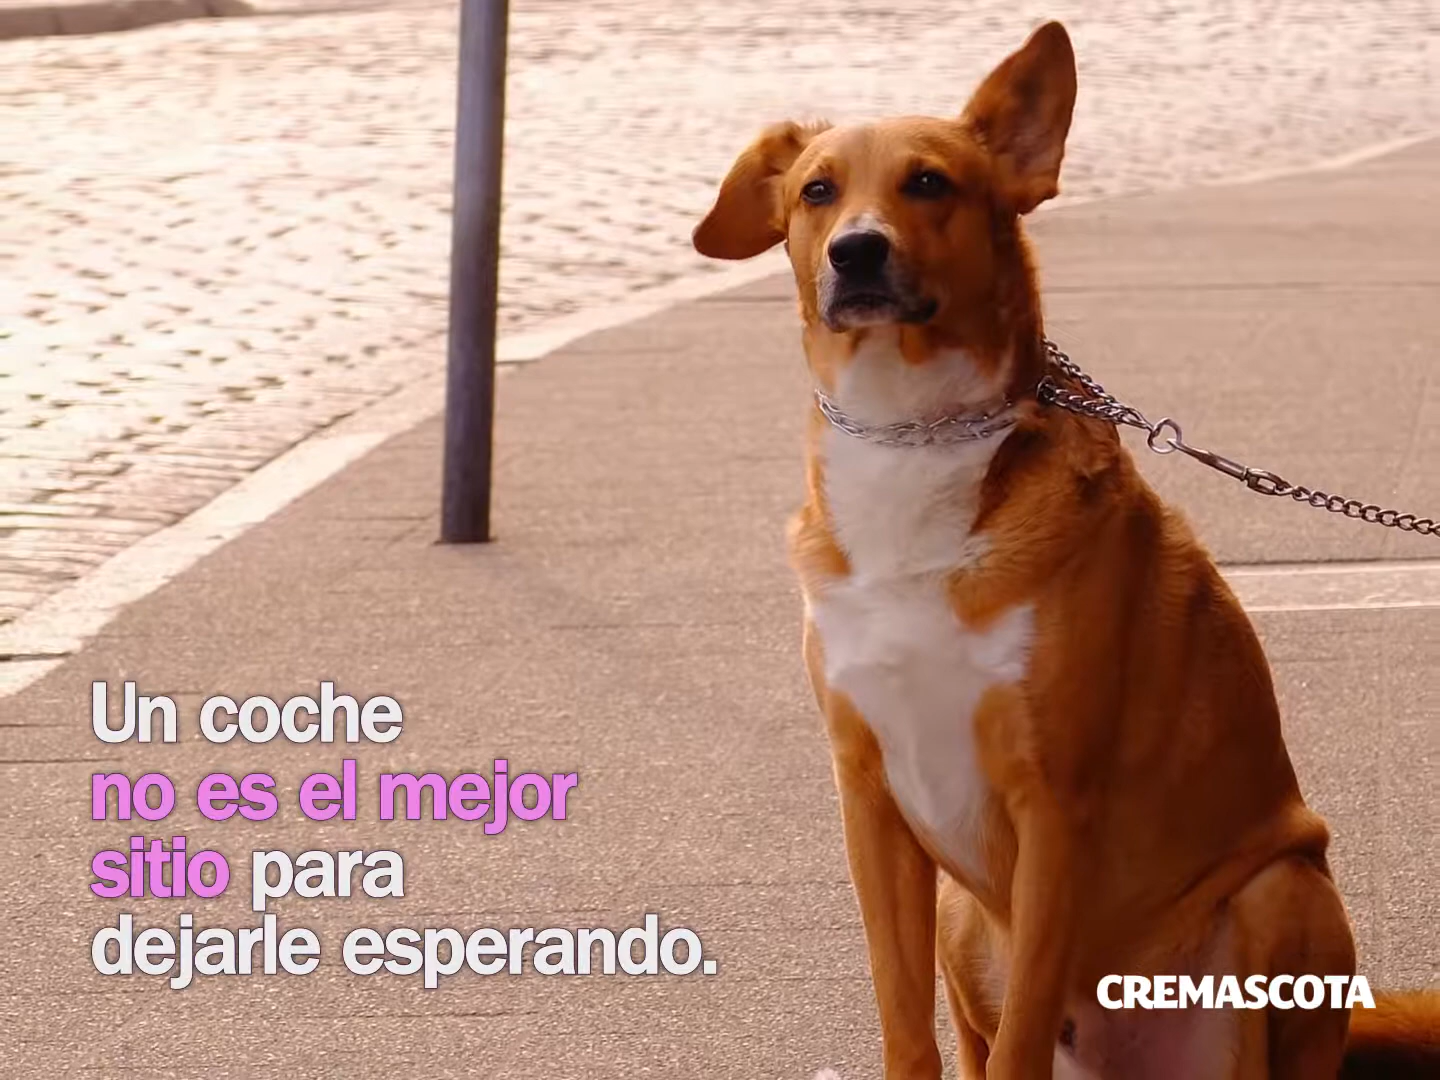 Un coche
no es el mejor
sitio para
dejarle esperando.
CREMASCOTA